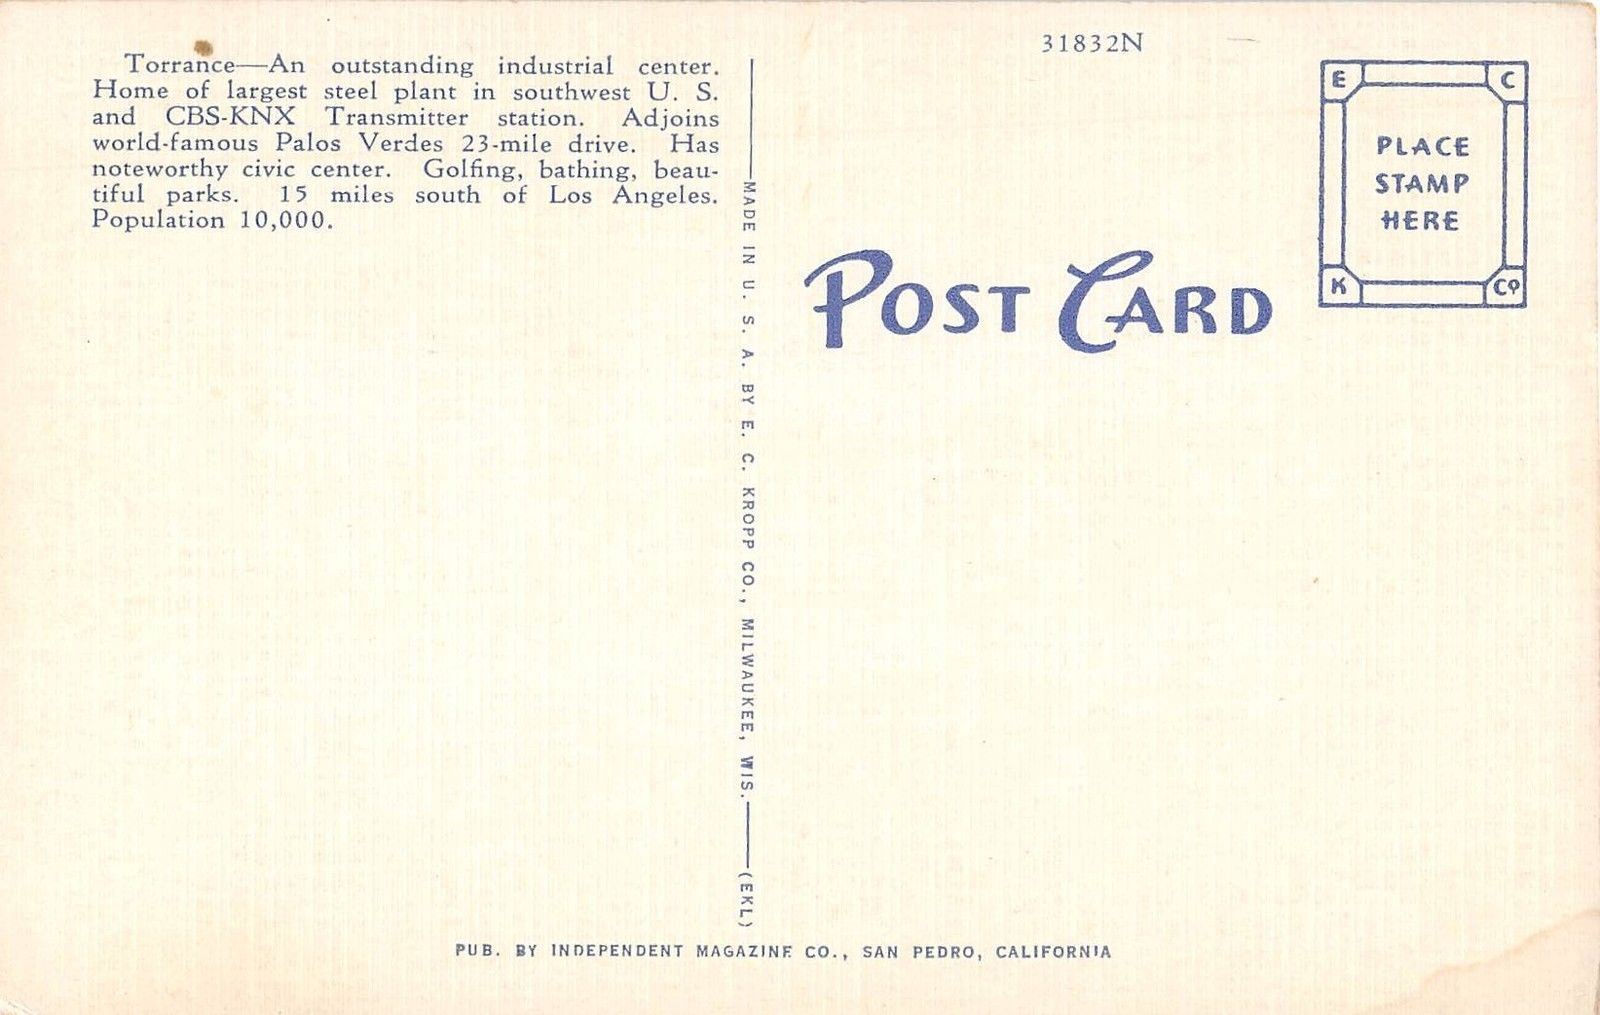 Torrance—An outstanding industrial center.
Home of largest steel plant in southwest U. S.
and CBS-KNX Transmitter station. Adjoins
world-famous Palos Verdes 23-mile drive. Has
noteworthy civic center. Golfing, bathing, beau-
tiful parks. 15 miles south of Los Angeles.
Population 10,000.
MADE IN U. S. A. BY E. C. KROPP CO., MILWAUKEE, WIS.—(EKL)
31832N
E C
PLACE
STAMP
HERE
K Co
POST CARD
PUB. BY INDEPENDENT MAGAZINE CO., SAN PEDRO, CALIFORNIA